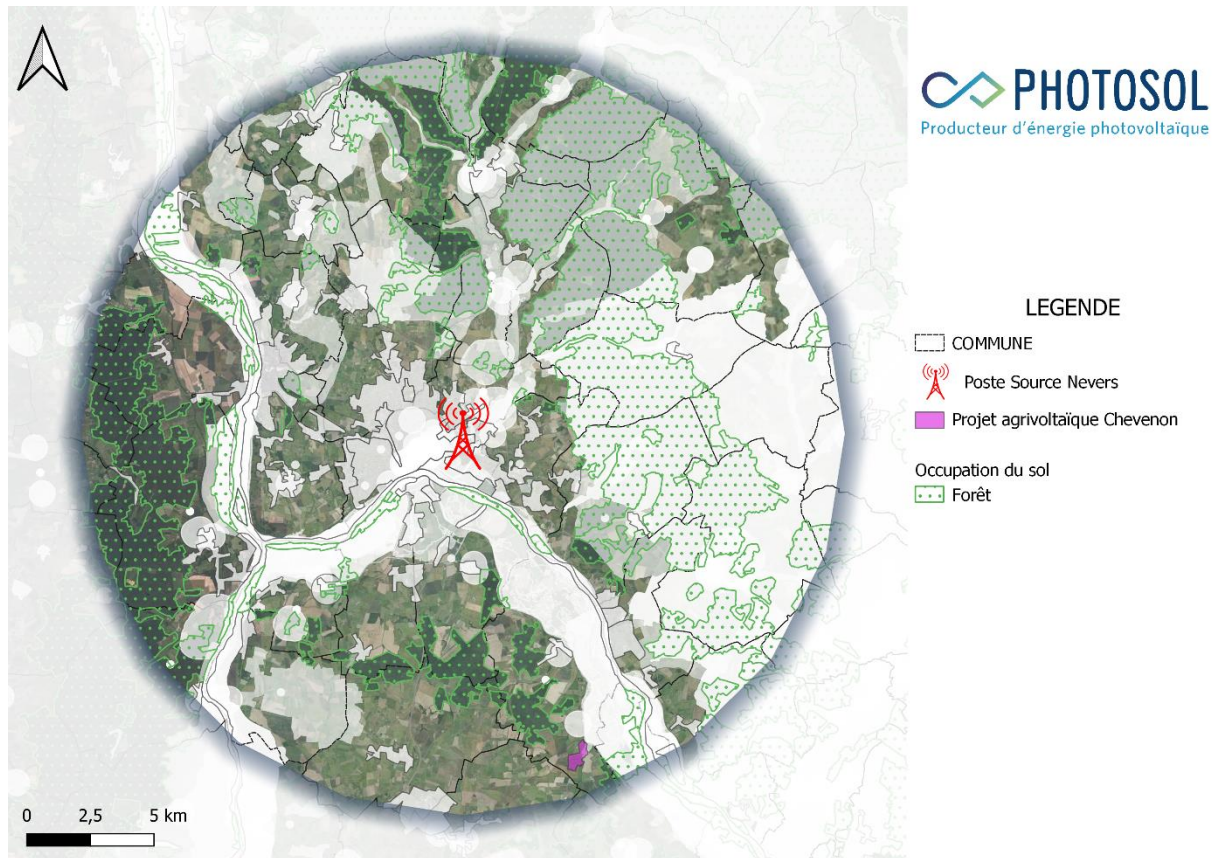 PHOTOSOL
Producteur d'énergie photovoltaïque
LEGENDE
COMMUNE
Poste Source Nevers
Projet agrivoltaïque Chevenon
Occupation du sol
Forêt
0 2,5 5 km